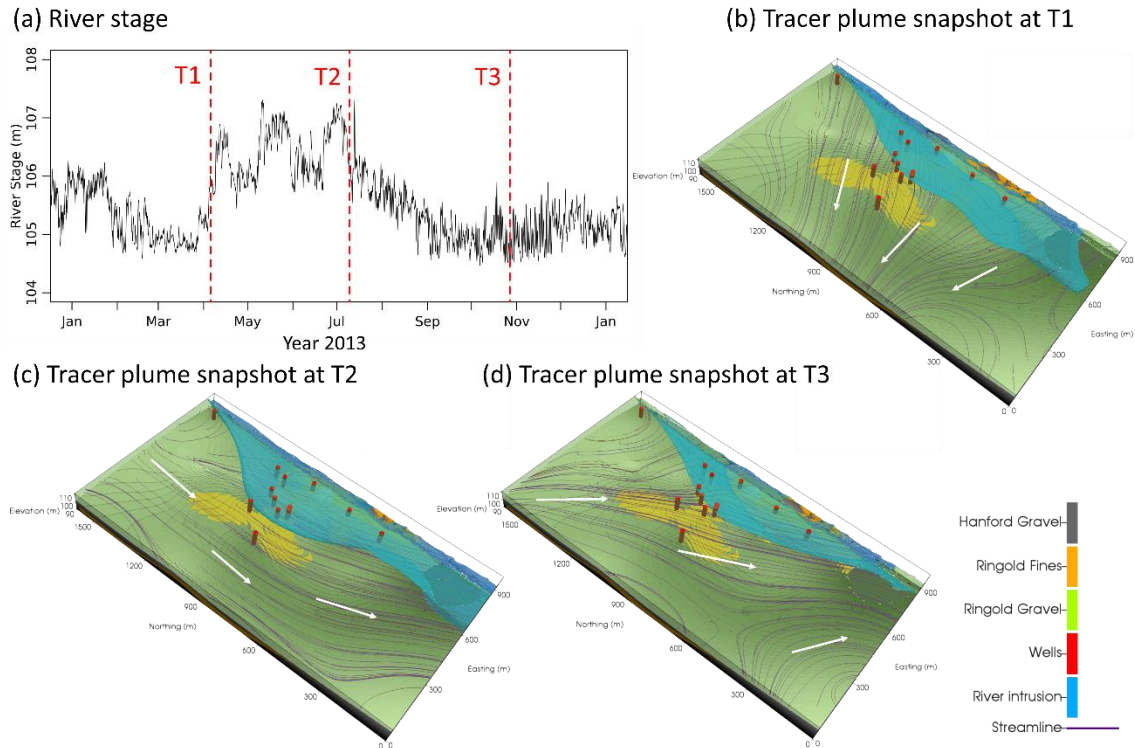 (a) River stage
T1
T2
T3
108
107
106
105
104
River Stage (m)
Jan
Mar
May
Jul
Sep
Nov
Jan
Year 2013
(b) Tracer plume snapshot at T1
Elevation (m)
110
100
90
1500
1200
900
600
300
0
Northing (m)
0
300
600
900
Easting (m)
(c) Tracer plume snapshot at T2
Elevation (m)
110
100
90
1500
1200
900
600
300
0
Northing (m)
0
300
600
900
Easting (m)
(d) Tracer plume snapshot at T3
Elevation (m)
110
100
90
1500
1200
900
600
300
0
Northing (m)
0
300
600
900
Easting (m)
Hanford Gravel
Ringold Fines
Ringold Gravel
Wells
River intrusion
Streamline